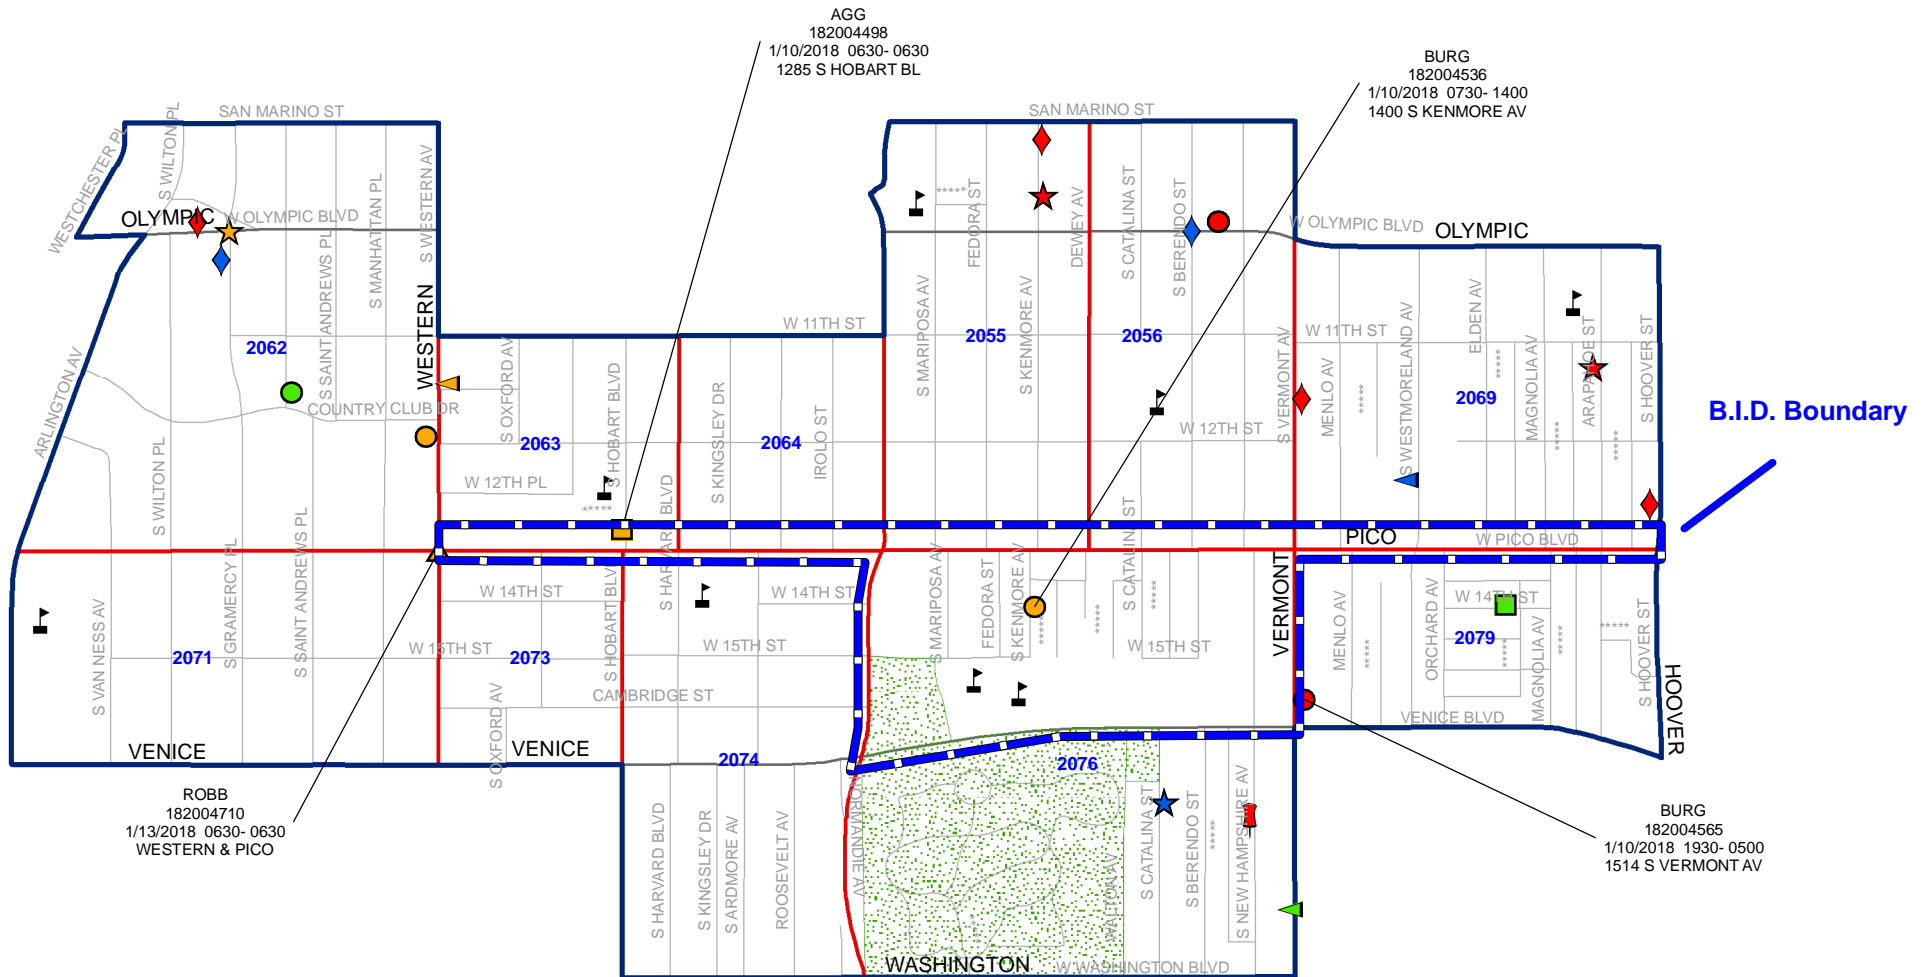 AGG
182004498
1/10/2018  0630- 0630
1285 S HOBART BL
BURG
182004536
1/10/2018  0730- 1400
1400 S KENMORE AV
SAN MARINO ST
SAN MARINO ST
WESTCHESTER PL
S WILTON PL
OLYMPIC
W OLYMPIC BLVD
S MANHATTAN PL
S WESTERN AV
S SAINT ANDREWS PL
*****
FEDORA ST
DEWEY AV
S CATALINA ST
S BERENDO ST
W OLYMPIC BLVD
OLYMPIC
W 11TH ST
2062
WESTERN
S OXFORD AV
S HOBART BLVD
S MARIPOSA AV
2055
S KENMORE AV
2056
S VERMONT AV
W 11TH ST
MENLO AV
*****
S WESTMORELAND AV
ELDEN AV
*****
MAGNOLIA AV
*****
ARAPAHOE ST
*****
S HOOVER ST
2069
B.I.D. Boundary
ARLINGTON AV
COUNTRY CLUB DR
2063
S KINGSLEY DR
2064
IROLO ST
W 12TH ST
S WILTON PL
W 12TH PL
*****
S HARVARD BLVD
S CATALINA ST
PICO
W PICO BLVD
S GRAMERCY PL
S SAINT ANDREWS PL
S VAN NESS AV
2071
W 14TH ST
S HOBART BLV
W 14TH ST
W 15TH ST
2073
W 15TH ST
S MARIPOSA AV
FEDORA ST
S KENMORE AV
*****
*****
*****
W 15TH ST
VERMONT
MENLO AV
*****
ORCHARD AV
W 14TH ST
2079
*****
MAGNOLIA AV
*****
*****
S HOOVER ST
HOOVER
CAMBRIDGE ST
S OXFORD AV
VENICE
VENICE
VENICE BLVD
2074
2076
ROBB
182004710
1/13/2018  0630- 0630
WESTERN & PICO
S HARVARD BLVD
S KINGSLEY DR
S ARDMORE AV
ROOSEVELT AV
NORMANDIE AV
*****
WALTON AV
S CATALINA ST
S BERENDO ST
*****
S NEW HAMPSHIRE AV
BURG
182004565
1/10/2018  1930- 0500
1514 S VERMONT AV
WASHINGTON
W WASHINGTON BLVD